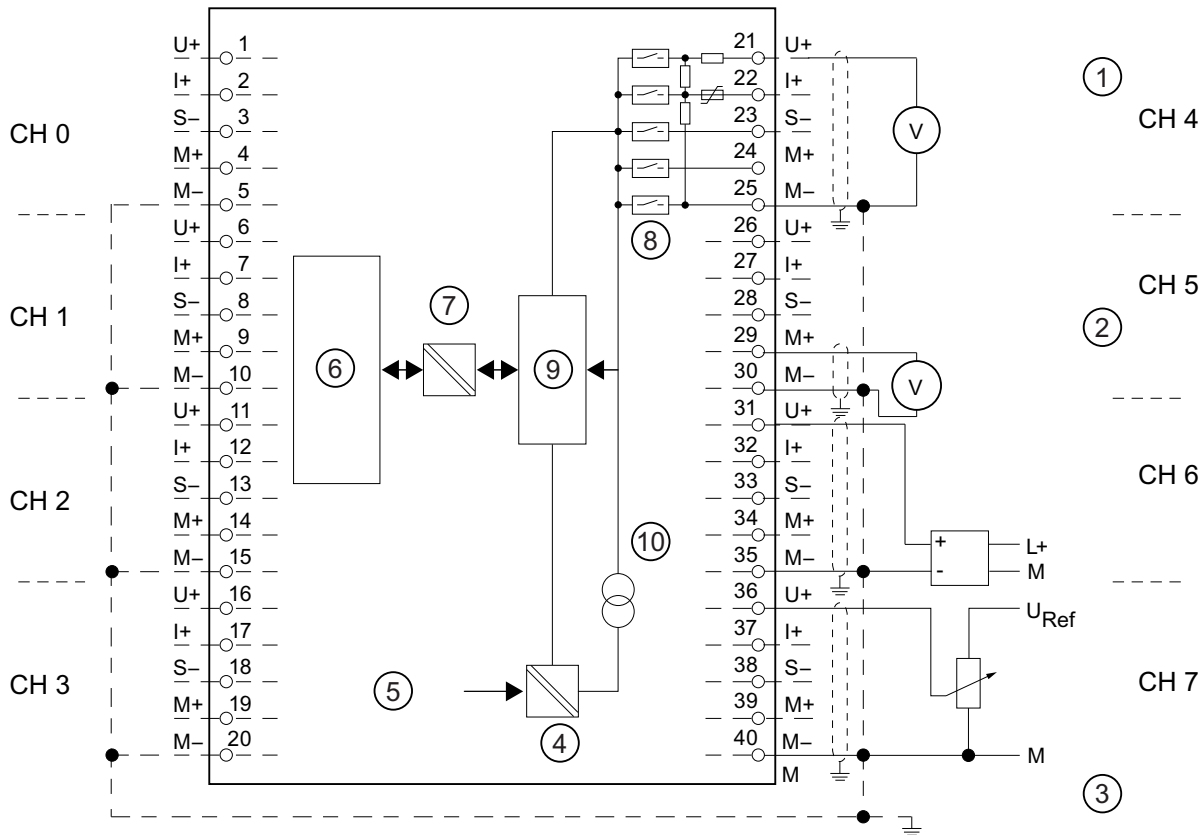 CH 0
U+ 1
I+ 2
S– 3
M+ 4
M– 5
CH 1
U+ 6
I+ 7
S– 8
M+ 9
M– 10
CH 2
U+ 11
I+ 12
S– 13
M+ 14
M– 15
CH 3
U+ 16
I+ 17
S– 18
M+ 19
M– 20
6
7
9
8
10
5
4
21 U+
22 I+
23 S–
24 M+
25 M–
V
1
CH 4
26 U+
27 I+
28 S–
29 M+
30 M–
V
2
CH 5
31 U+
32 I+
33 S–
34 M+
35 M–
+
-
L+
M
CH 6
36 U+
37 I+
38 S–
39 M+
40 M–
M
URef
M
CH 7
3